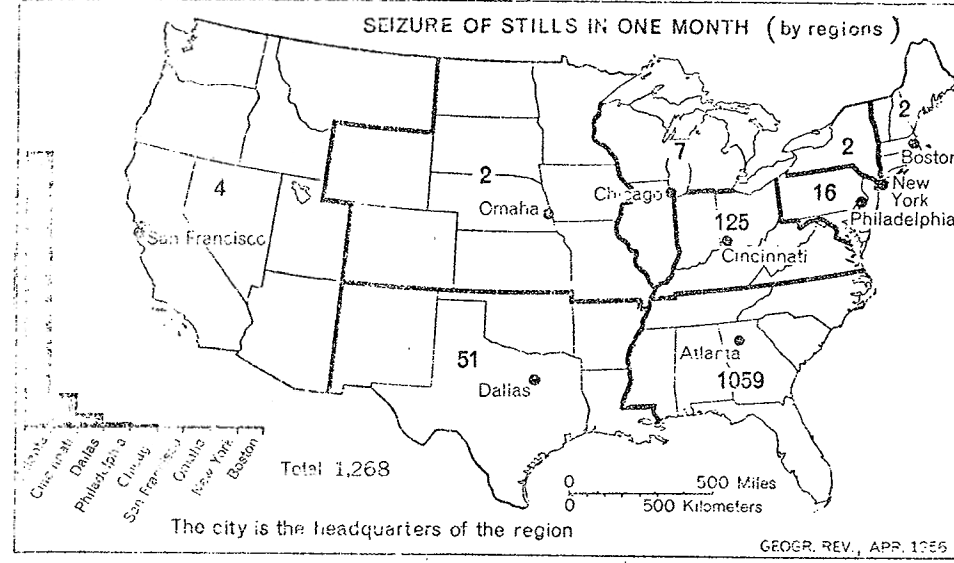 SEIZURE OF STILLS IN ONE MONTH (by regions)
2
2
Boston
7
New York
4
2
Chicago
16
Philadelphia
Omaha
125
San Francisco
Cincinnati
Atlanta
51
1059
Dallas
Atlanta
Cincinnati
Dallas
Philadelphia
Chicago
San Francisco
Omaha
New York
Boston
Total 1,268
0 500 Miles
0 500 Kilometers
The city is the headquarters of the region
GEOGR. REV., APR.